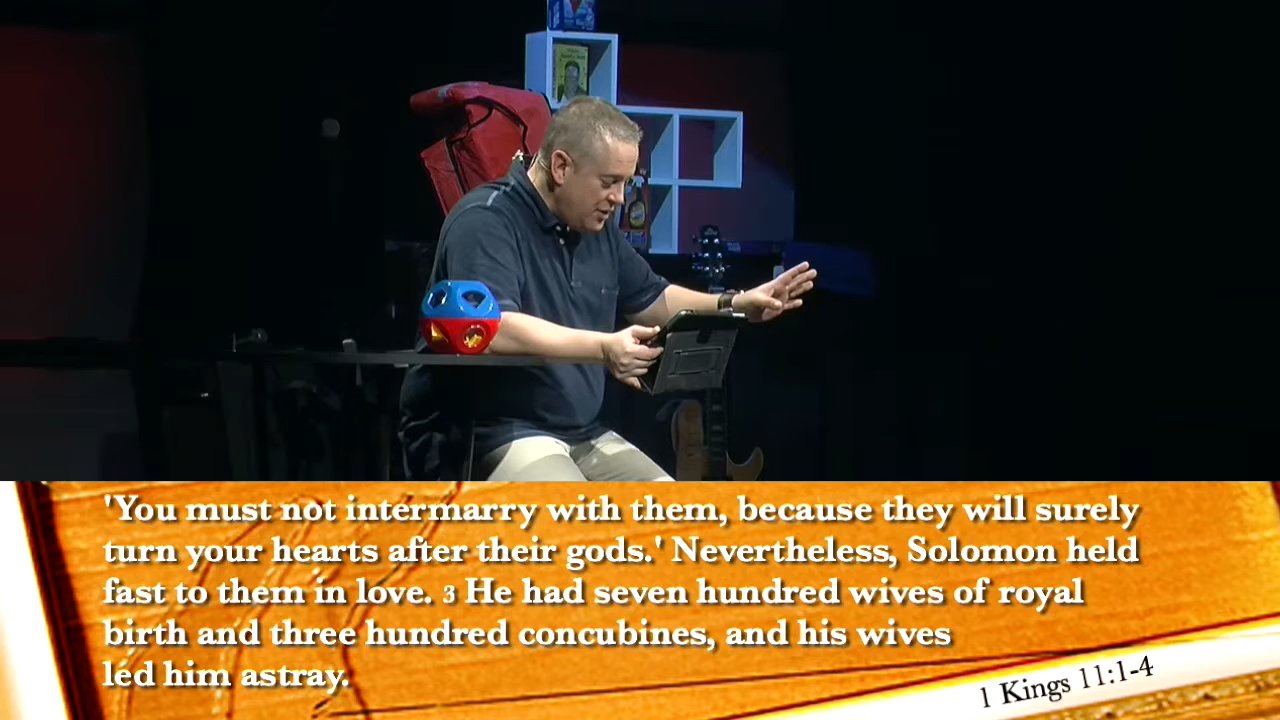 'You must not intermarry with them, because they will surely
turn your hearts after their gods.' Nevertheless, Solomon held
fast to them in love. 3 He had seven hundred wives of royal
birth and three hundred concubines, and his wives
led him astray.
1 Kings 11:1-4